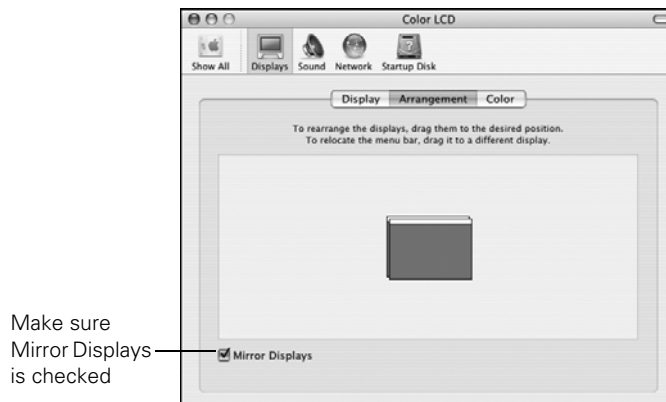 Color LCD
Show All
Displays
Sound
Network
Startup Disk
Display
Arrangement
Color
To rearrange the displays, drag them to the desired position.
To relocate the menu bar, drag it to a different display.
Make sure
Mirror Displays
is checked
Mirror Displays